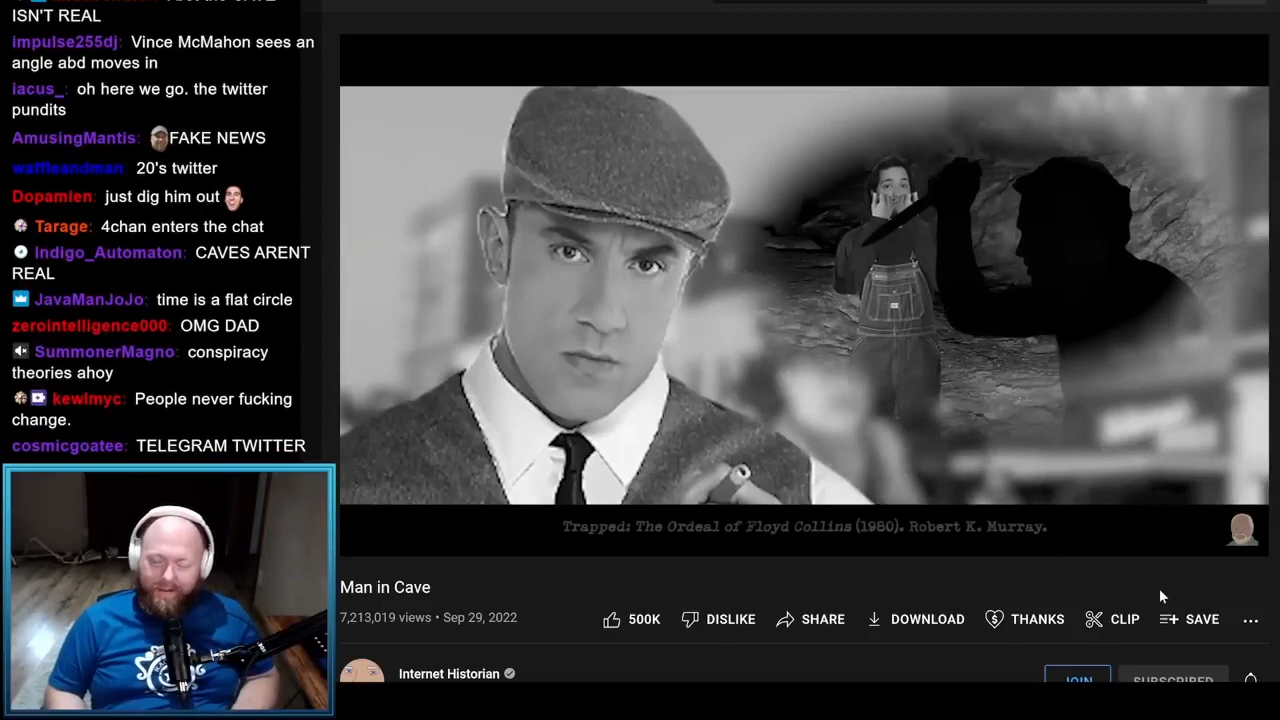 ISN'T REAL
impulse255dj: Vince McMahon sees an
angle abd moves in
iacus_: oh here we go. the twitter
pundits
AmusingMantis: FAKE NEWS
waffleandman: 20's twitter
Dopamien: just dig him out
Tarage: 4chan enters the chat
Indigo_Automaton: CAVES ARENT
REAL
JavaManJoJo: time is a flat circle
zerointelligence000: OMG DAD
SummonerMagno: conspiracy
theories ahoy
kewlmyc: People never fucking
change.
cosmicgoatee: TELEGRAM TWITTER
Trapped: The Ordeal of Floyd Collins (1980). Robert K. Murray.
Man in Cave
7,213,019 views • Sep 29, 2022
500K
DISLIKE
SHARE
DOWNLOAD
THANKS
CLIP
SAVE
Internet Historian
JOIN
SUBSCRIBED